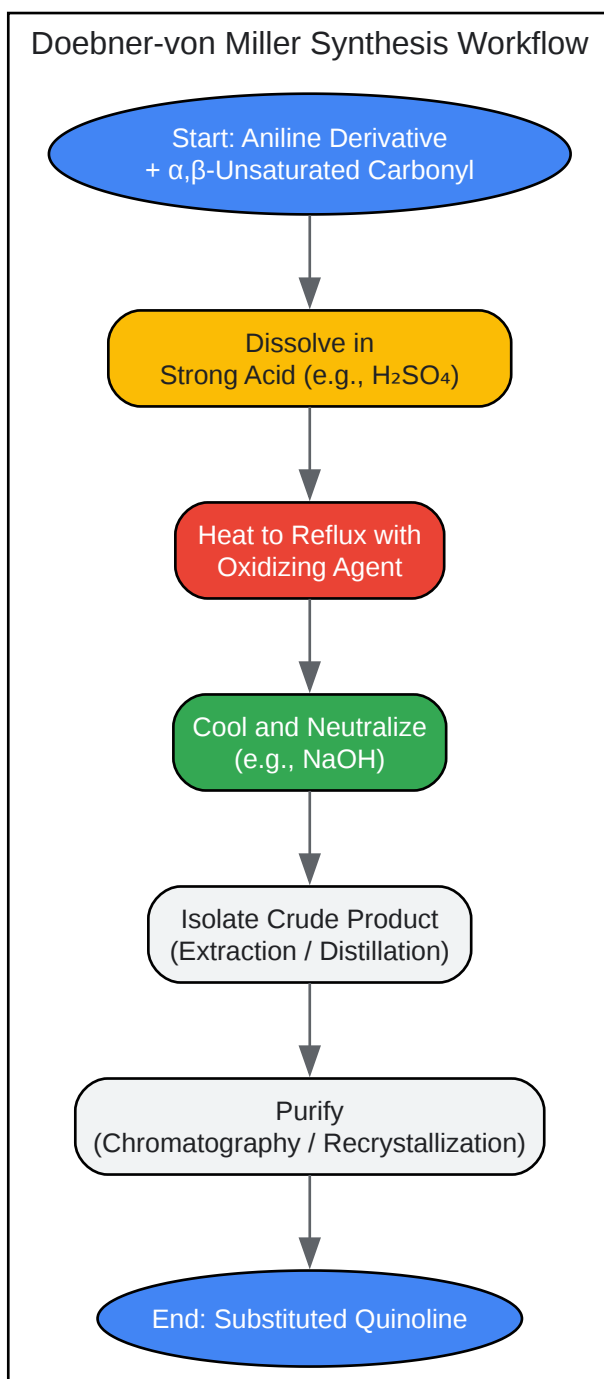 Doebner-von Miller Synthesis Workflow
Start: Aniline Derivative
+ α,β-Unsaturated Carbonyl
Dissolve in
Strong Acid (e.g., H₂SO₄)
Heat to Reflux with
Oxidizing Agent
Cool and Neutralize
(e.g., NaOH)
Isolate Crude Product
(Extraction / Distillation)
Purify
(Chromatography / Recrystallization)
End: Substituted Quinoline